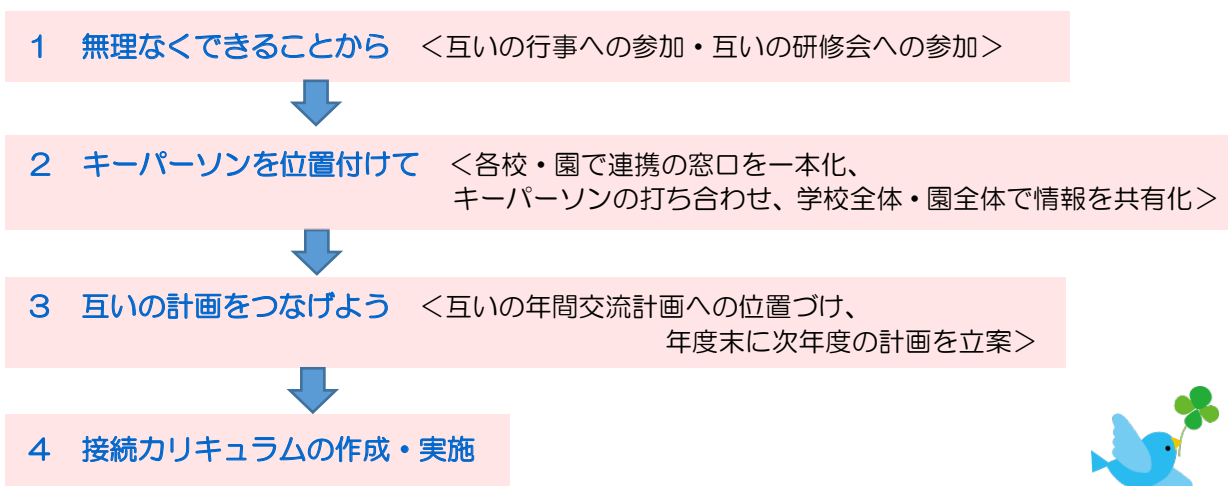 １　無理なくできることから　＜互いの行事への参加・互いの研修会への参加＞
２　キーパーソンを位置付けて　＜各校・園で連携の窓口を一本化、
キーパーソンの打ち合わせ、学校全体・園全体で情報を共有化＞
３　互いの計画をつなげよう　＜互いの年間交流計画への位置づけ、
年度末に次年度の計画を立案＞
４　接続カリキュラムの作成・実施